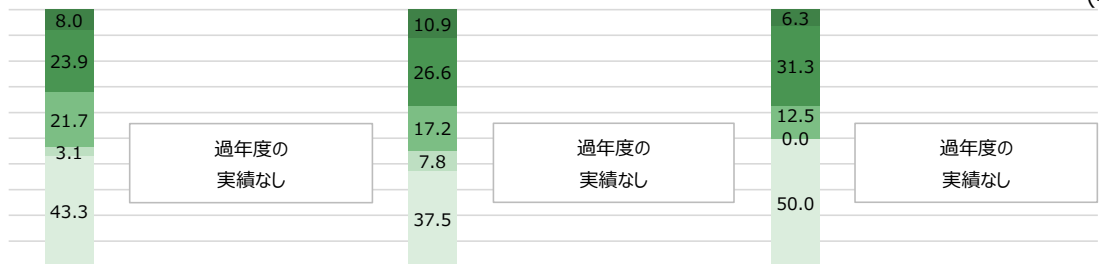 8.0
23.9
21.7
3.1
43.3
過年度の
実績なし
10.9
26.6
17.2
7.8
37.5
過年度の
実績なし
6.3
31.3
12.5
0.0
50.0
過年度の
実績なし